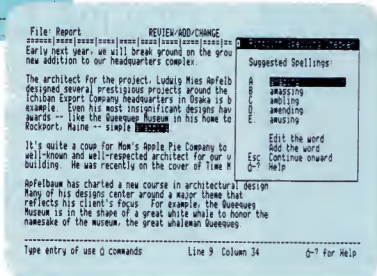 File: Report
REVIEW/ADD/CHANGE
Early next year, we will break ground on the grou
new addition to our headquarters complex.
The architect for the project, Ludwig Mies Apfelb
designed several prestigious projects around the
Ichiban Export Company headquarters in Osaka is b
example. Even his most insignificant designs hav
awards -- like the Queequeg Museum in his home to
Rockport, Maine -- simple
It's quite a coup for Mom's Apple Pie Company to
well-known and well-respected architect for our u
building. He was recently on the cover of Time M
Apfelbaum has charted a new course in architectural design
Many of his designs center around a major theme that
reflects his client's focus For example, the Queequeg
Museum is in the shape of a great white whale to honor the
namesake of the museum, the great whaleman Queequeg.
Suggested Spellings:
A
B amassing
C ambling
D amending
E. amusing
Edit the word
Add the word
Esc Continue onward
? Help
Type entry of use commands
Line 9 Column 34
-? for Help